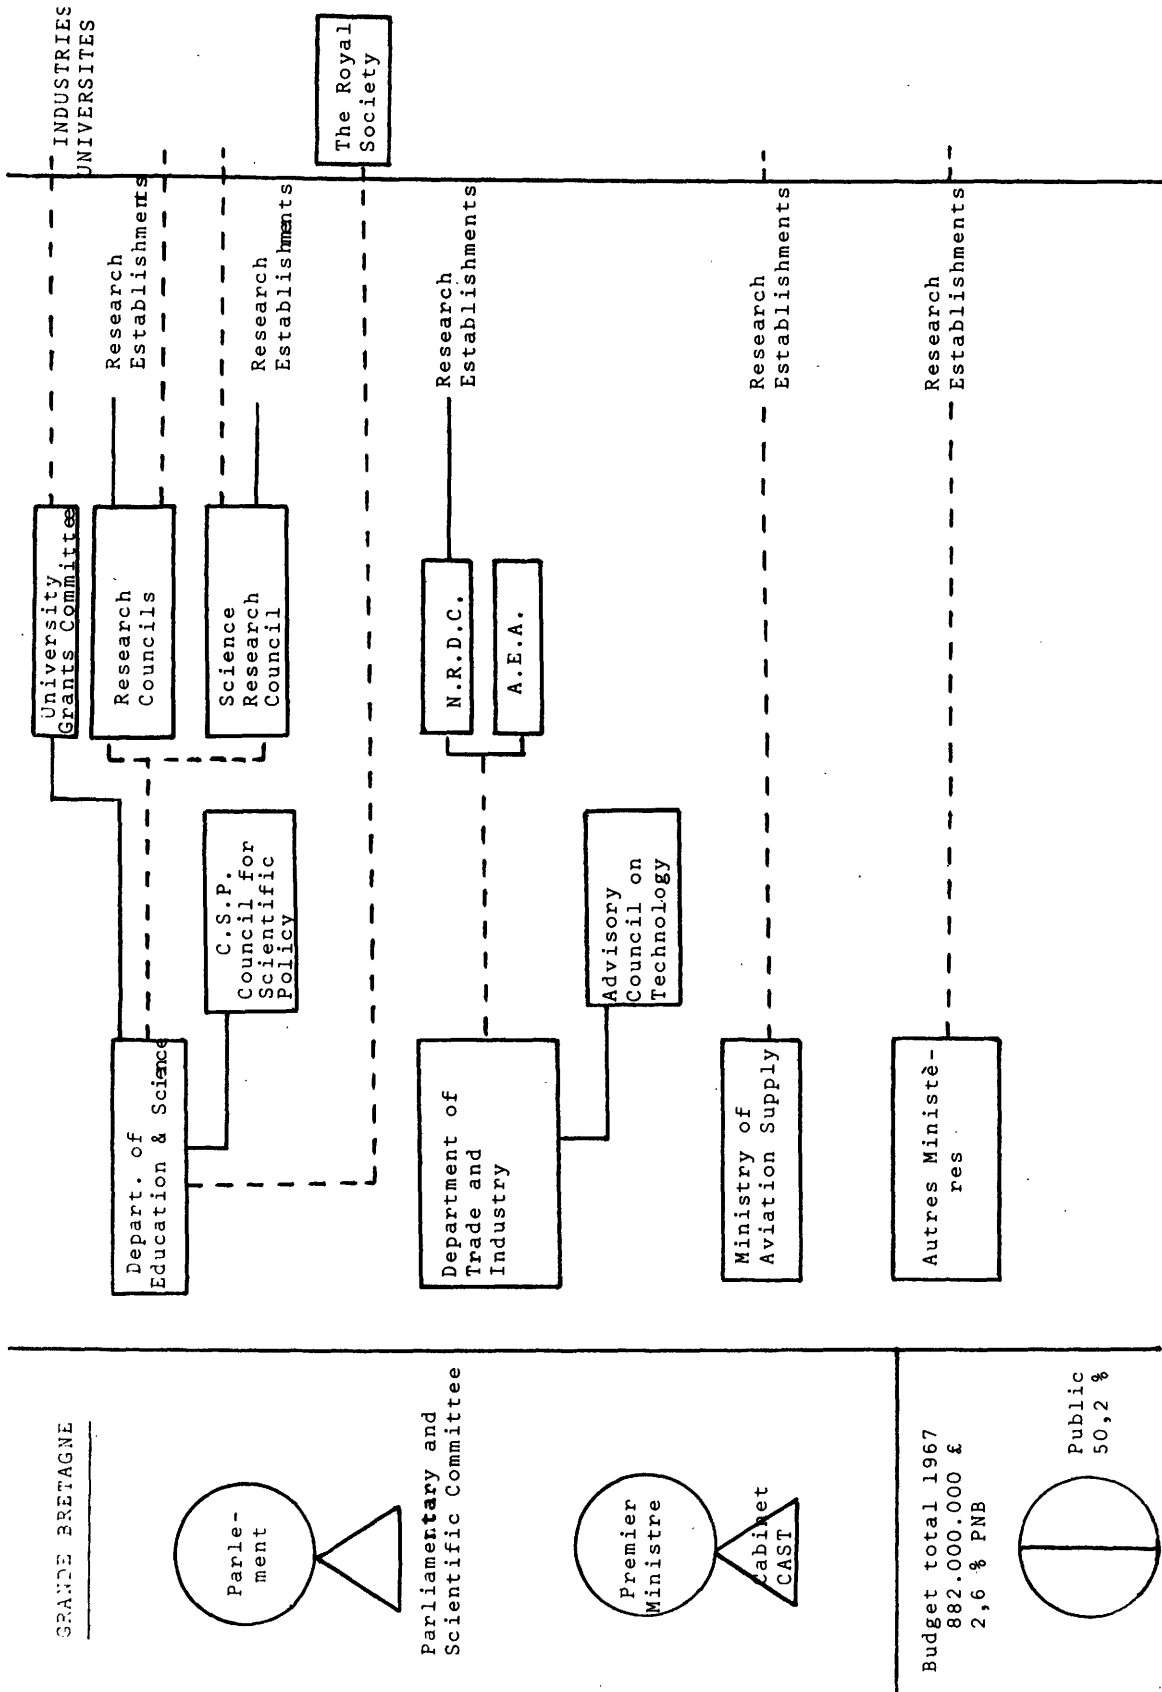 GRANDE BRETAGNE
Parle-
ment
Parliamentary and
Scientific Committee
Premier
Ministre
Cabinet
CAST
Budget total 1967
882.000.000 £
2,6 % PNB
Public
50,2 %
Depart. of
Education & Science
C.S.P.
Council for
Scientific
Policy
Department of
Trade and
Industry
Advisory
Council on
Technology
Ministry of
Aviation Supply
Autres Ministè-
res
University
Grants Committee
Research
Councils
Science
Research
Council
N.R.D.C.
A.E.A.
Research
Establishments
Research
Establishments
Research
Establishments
Research
Establishments
Research
Establishments
INDUSTRIES
UNIVERSITES
The Royal
Society